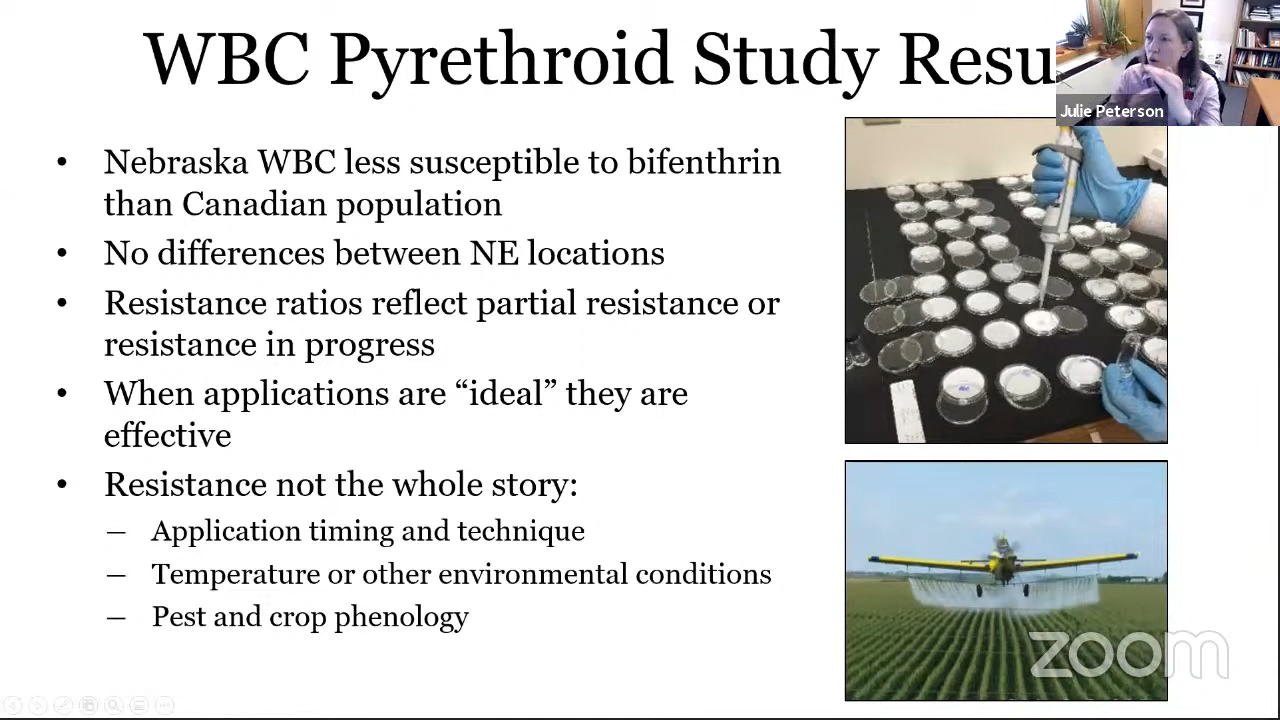 WBC Pyrethroid Study Resu
Julie Peterson
• Nebraska WBC less susceptible to bifenthrin
than Canadian population
• No differences between NE locations
• Resistance ratios reflect partial resistance or
resistance in progress
• When applications are “ideal” they are
effective
• Resistance not the whole story:
– Application timing and technique
– Temperature or other environmental conditions
– Pest and crop phenology
zoom